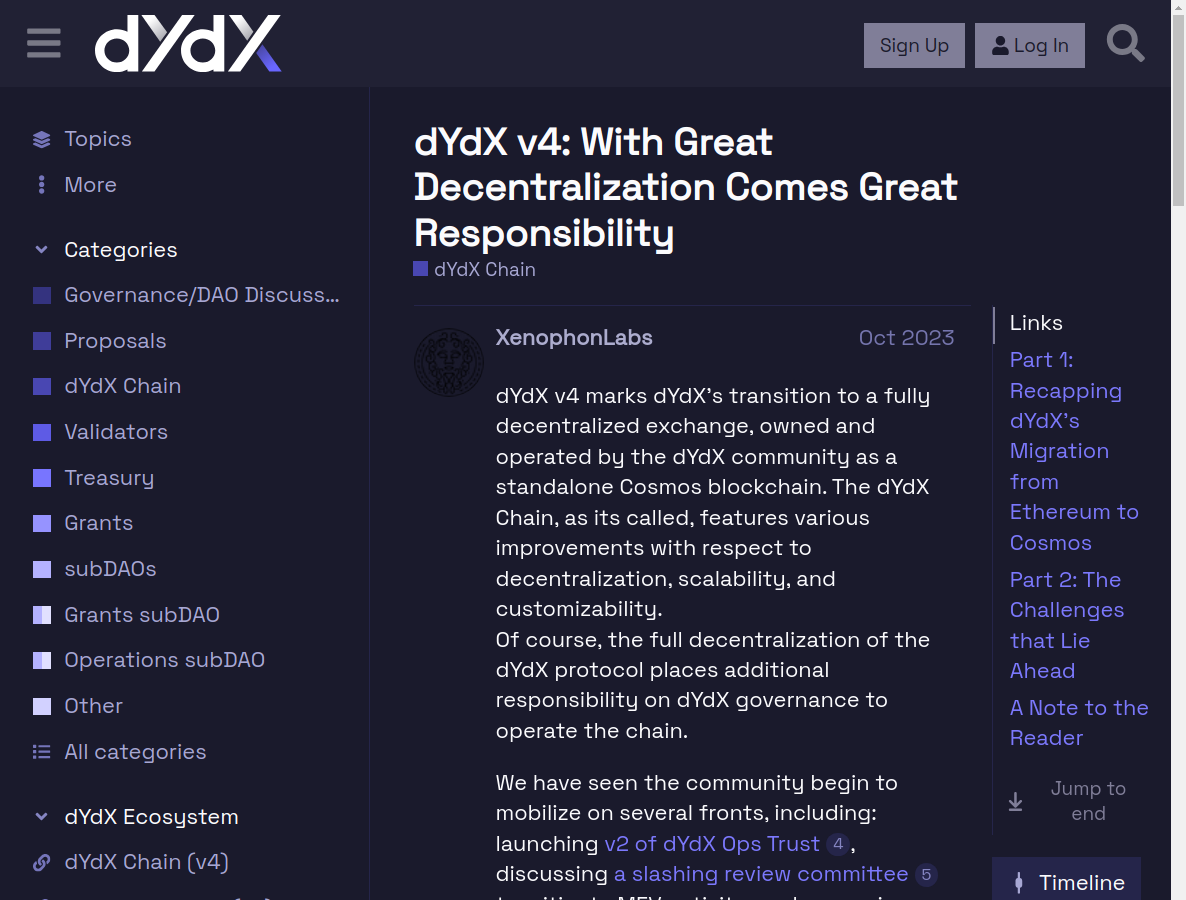 dYdX
Sign Up
Log In
Topics
More
Categories
Governance/DAO Discuss...
Proposals
dYdX Chain
Validators
Treasury
Grants
subDAOs
Grants subDAO
Operations subDAO
Other
All categories
dYdX Ecosystem
dYdX Chain (v4)
dYdX v4: With Great
Decentralization Comes Great
Responsibility
dYdX Chain
XenophonLabs
Oct 2023
dYdX v4 marks dYdX’s transition to a fully
decentralized exchange, owned and
operated by the dYdX community as a
standalone Cosmos blockchain. The dYdX
Chain, as its called, features various
improvements with respect to
decentralization, scalability, and
customizability.
Of course, the full decentralization of the
dYdX protocol places additional
responsibility on dYdX governance to
operate the chain.
We have seen the community begin to
mobilize on several fronts, including:
launching v2 of dYdX Ops Trust 4,
discussing a slashing review committee 5
Links
Part 1:
Recapping
dYdX’s
Migration
from
Ethereum to
Cosmos
Part 2: The
Challenges
that Lie
Ahead
A Note to the
Reader
Jump to
end
Timeline